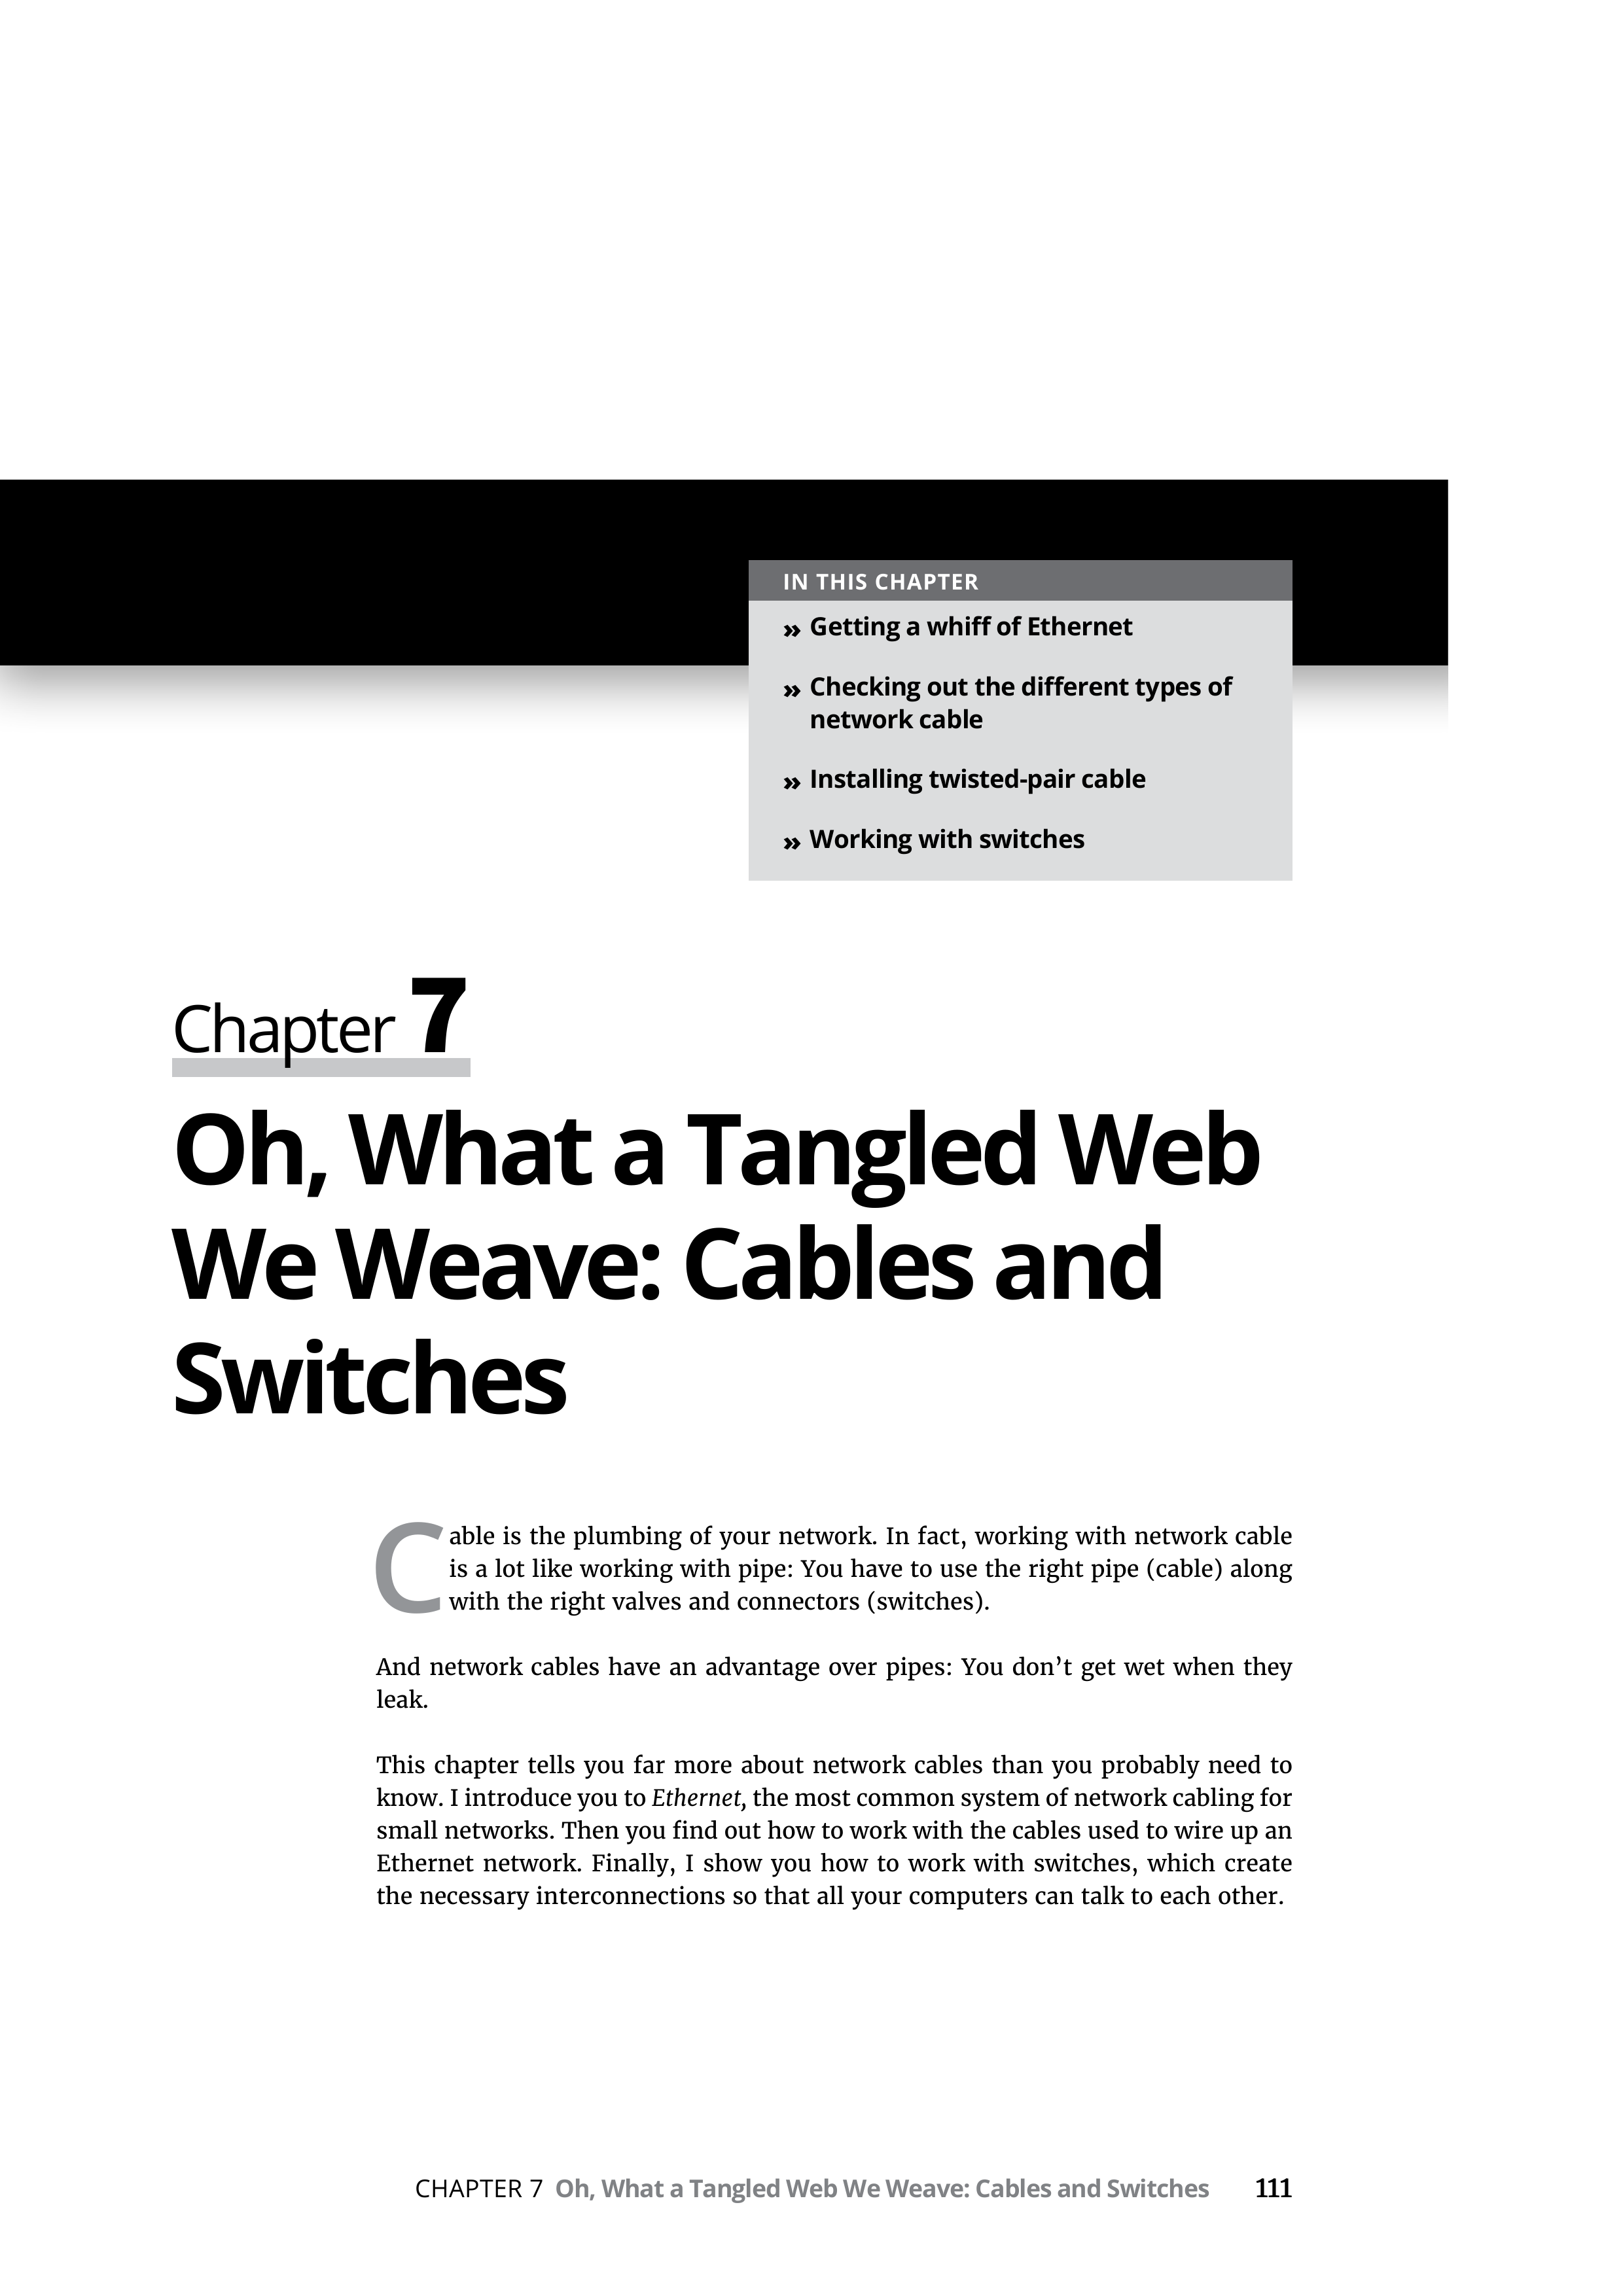 IN THIS CHAPTER
» Getting a whiff of Ethernet
» Checking out the different types of
network cable
» Installing twisted-pair cable
» Working with switches
Chapter 7
Oh, What a Tangled Web
We Weave: Cables and
Switches
Cable is the plumbing of your network. In fact, working with network cable
is a lot like working with pipe: You have to use the right pipe (cable) along
with the right valves and connectors (switches).
And network cables have an advantage over pipes: You don’t get wet when they
leak.
This chapter tells you far more about network cables than you probably need to
know. I introduce you to Ethernet, the most common system of network cabling for
small networks. Then you find out how to work with the cables used to wire up an
Ethernet network. Finally, I show you how to work with switches, which create
the necessary interconnections so that all your computers can talk to each other.
CHAPTER 7 Oh, What a Tangled Web We Weave: Cables and Switches 111